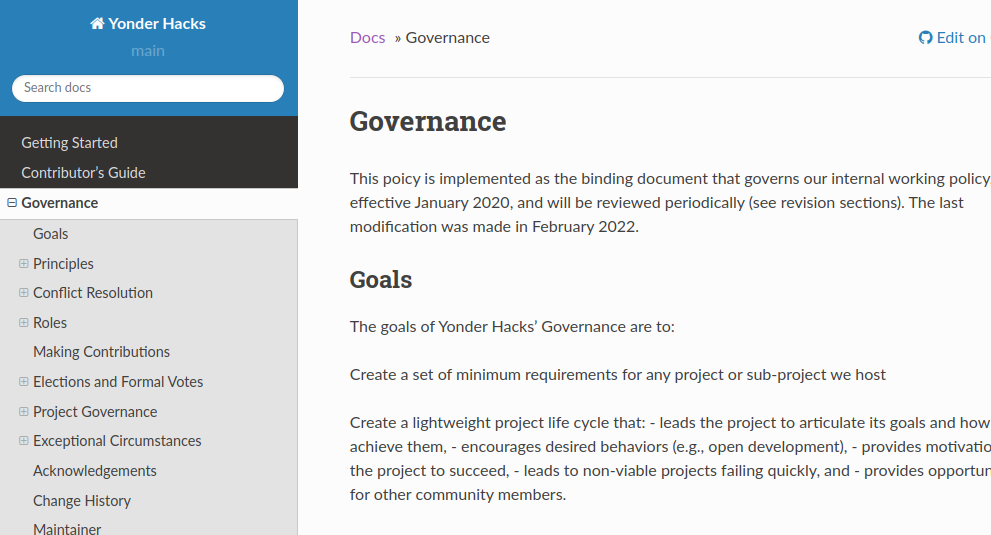 Yonder Hacks
main
Search docs
Getting Started
Contributor's Guide
Governance
Goals
Principles
Conflict Resolution
Roles
Making Contributions
Elections and Formal Votes
Project Governance
Exceptional Circumstances
Acknowledgements
Change History
Maintainer
Docs » Governance
Edit on
Governance
This poicy is implemented as the binding document that governs our internal working policy,
effective January 2020, and will be reviewed periodically (see revision sections). The last
modification was made in February 2022.
Goals
The goals of Yonder Hacks’ Governance are to:
Create a set of minimum requirements for any project or sub-project we host
Create a lightweight project life cycle that: - leads the project to articulate its goals and how
achieve them, - encourages desired behaviors (e.g., open development), - provides
the project to succeed, - leads to non-viable projects failing quickly, and - provides
for other community members.